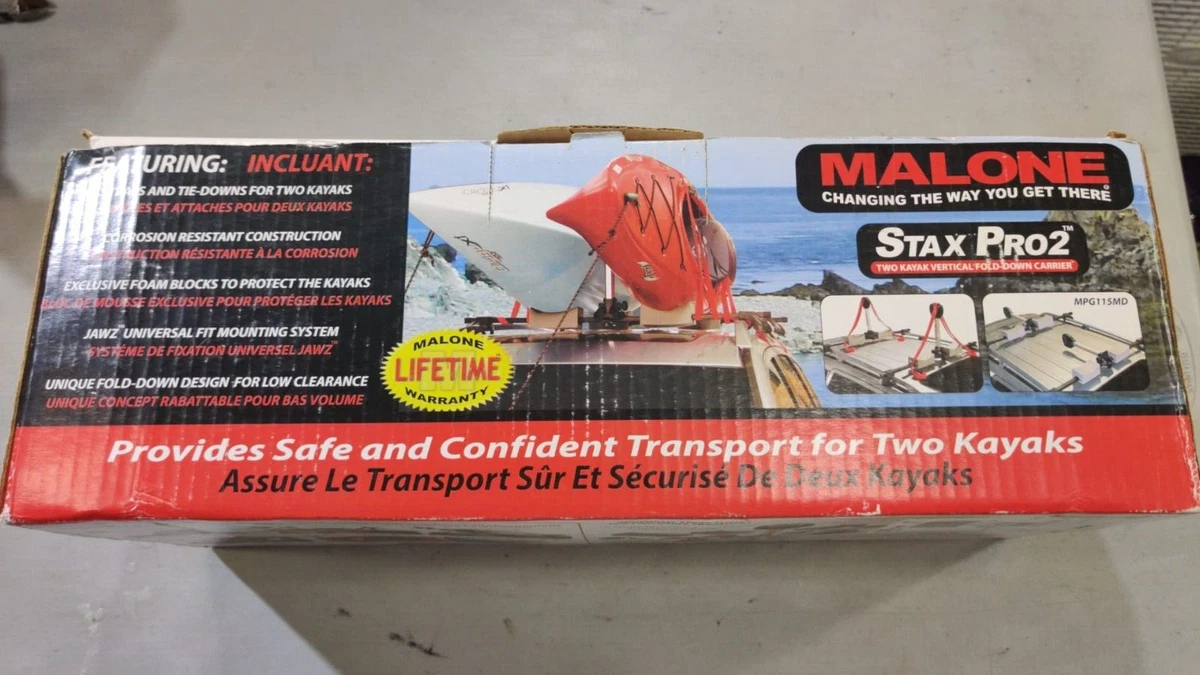 FEATURING: INCLUANT:
AND TIE-DOWNS FOR TWO KAYAKS
ET ATTACHES POUR DEUX KAYAKS
CORROSION RESISTANT CONSTRUCTION
RÉSISTANTE À LA CORROSION
EXCLUSIVE FOAM BLOCKS TO PROTECT THE KAYAKS
BLOC DE MOUSSE EXCLUSIVE POUR PROTÉGER LES KAYAKS
JAWZ™ UNIVERSAL FIT MOUNTING SYSTEM
SYSTÈME DE FIXATION UNIVERSEL JAWZ™
UNIQUE FOLD-DOWN DESIGN FOR LOW CLEARANCE
UNIQUE CONCEPT RABATTABLE POUR BAS VOLUME
MALONE
LIFETIME
WARRANTY
MALONE
CHANGING THE WAY YOU GET THERE®
STAX PRO2™
TWO KAYAK VERTICAL FOLD-DOWN CARRIER
MPG115MD
Provides Safe and Confident Transport for Two Kayaks
Assure Le Transport Sûr Et Sécurisé De Deux Kayaks